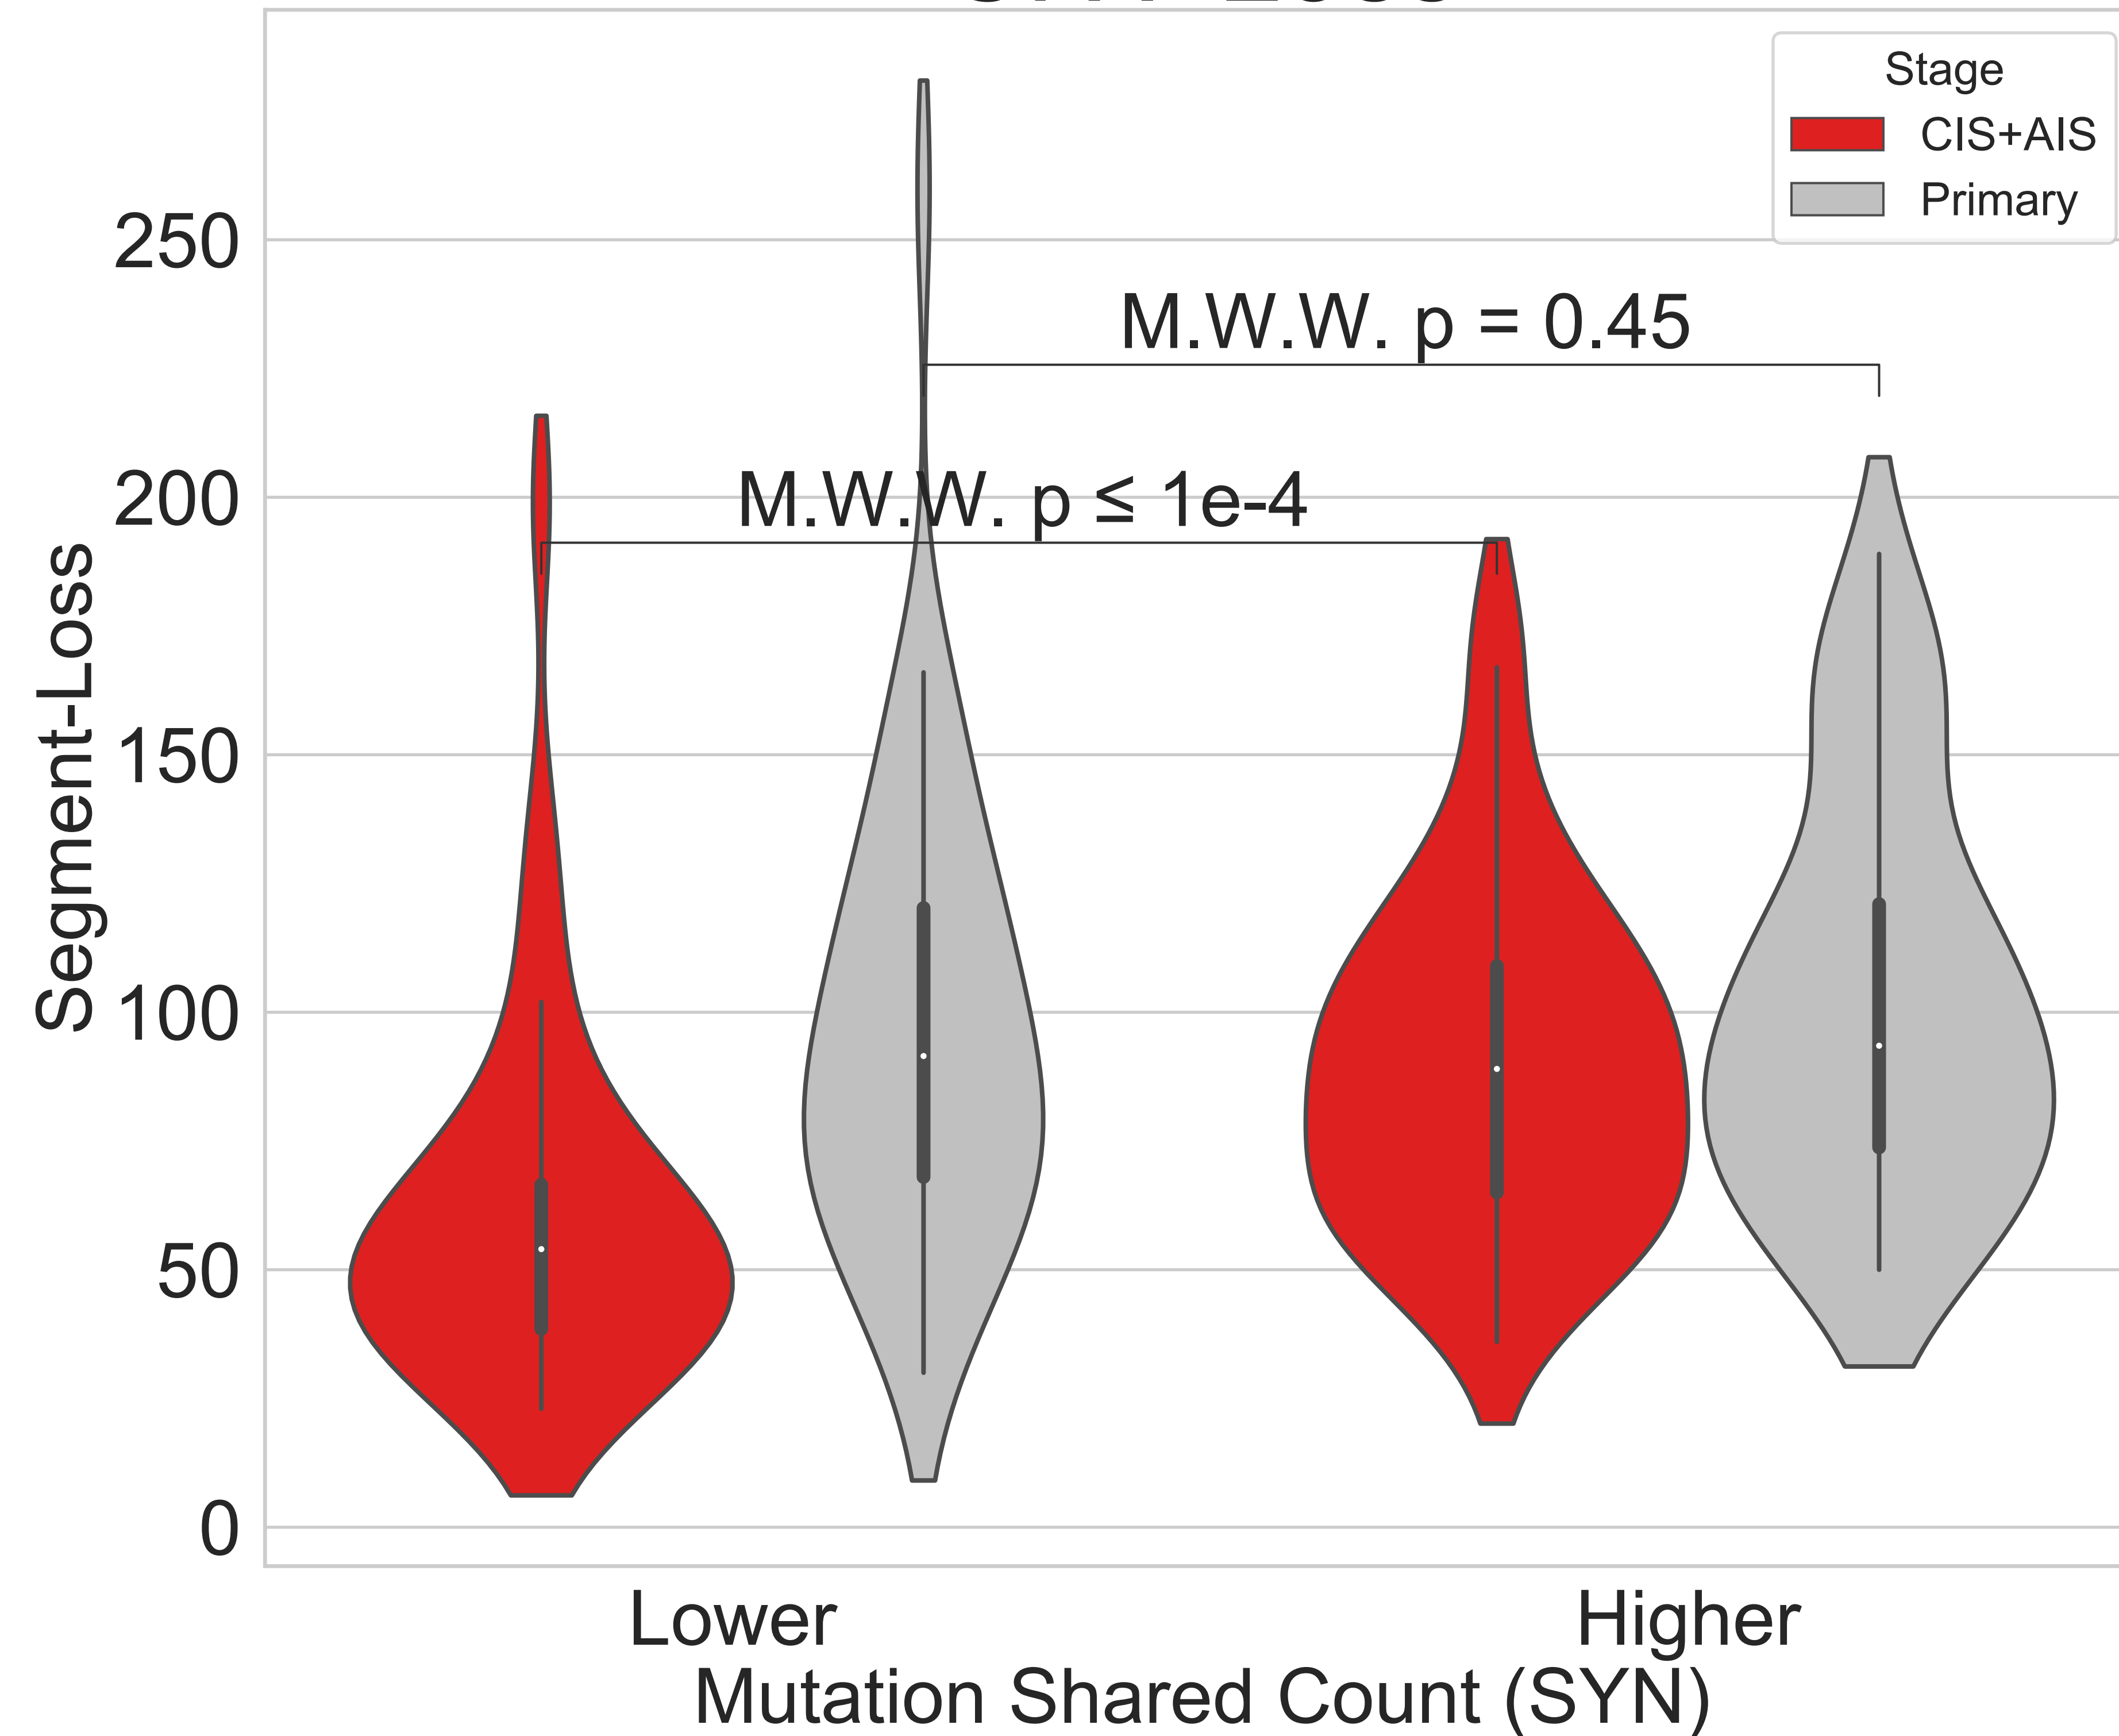 Stage
CIS+AIS
Primary
250
200
150
100
50
0
Segment-Loss
M.W.W. p = 0.45
M.W.W. p ≤ 1e-4
Lower
Higher
Mutation Shared Count (SYN)